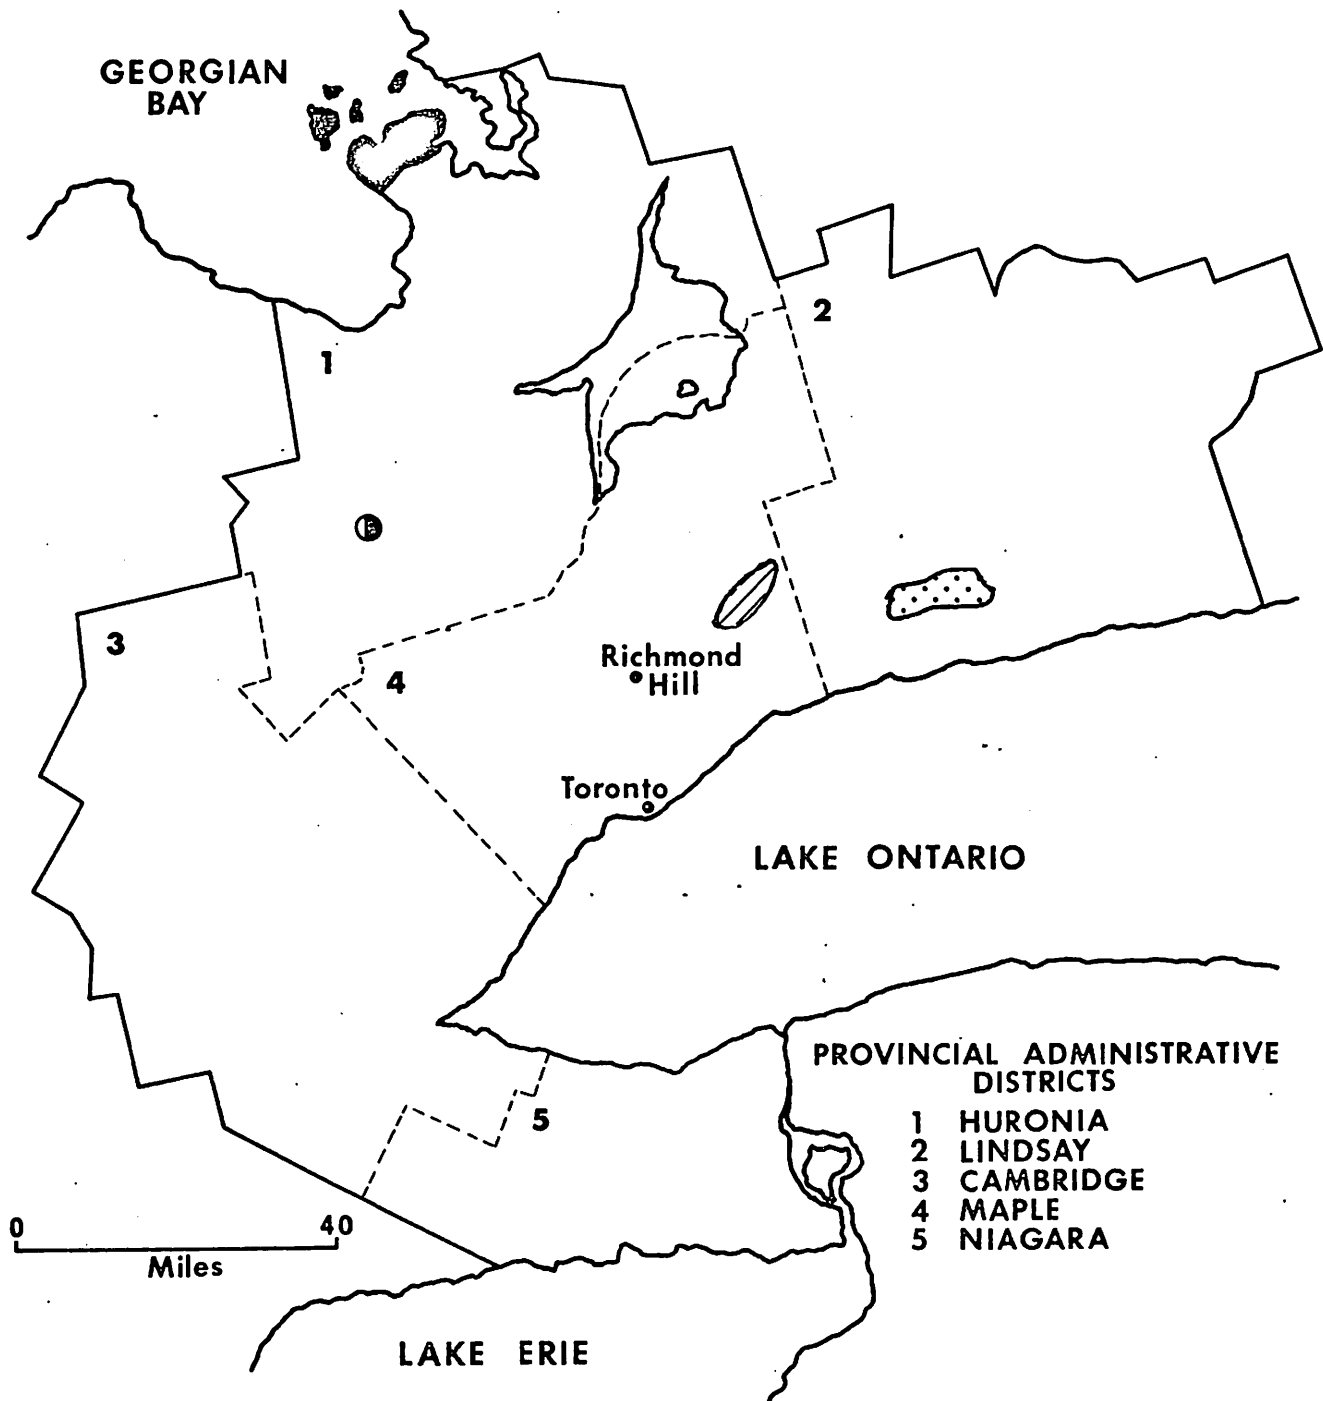 GEORGIAN
BAY
1
2
3
4
Richmond
Hill
Toronto
LAKE ONTARIO
5
PROVINCIAL ADMINISTRATIVE
DISTRICTS
1 HURONIA
2 LINDSAY
3 CAMBRIDGE
4 MAPLE
5 NIAGARA
0 40
Miles
LAKE ERIE